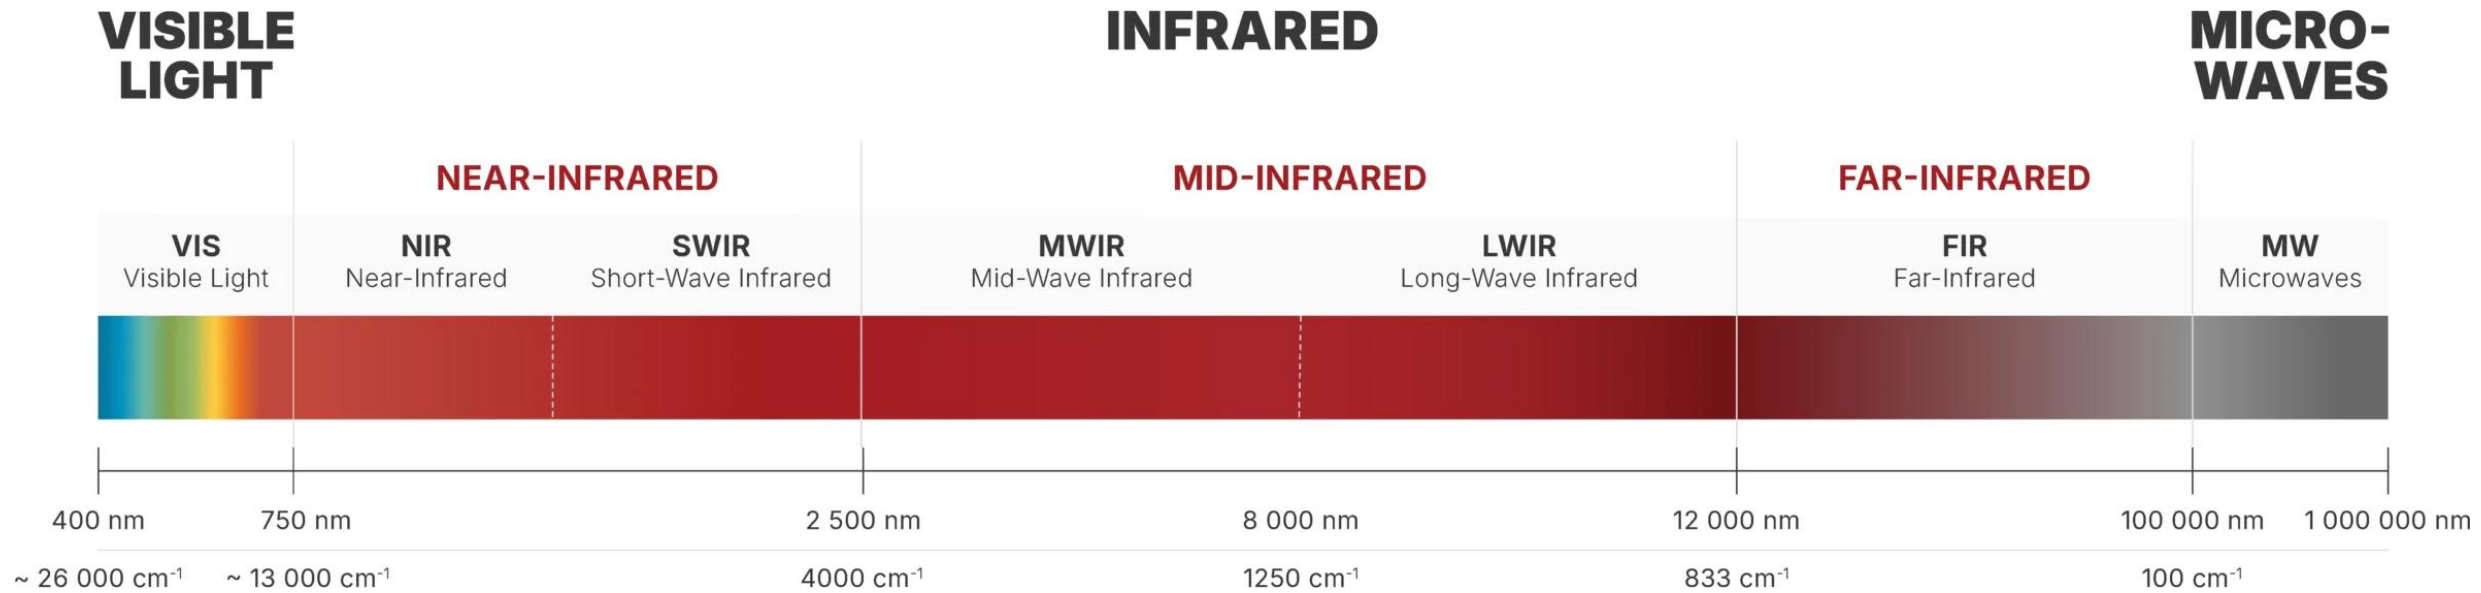 VISIBLE
LIGHT
INFRARED
MICRO-
WAVES
NEAR-INFRARED
MID-INFRARED
FAR-INFRARED
VIS
Visible Light
NIR
Near-Infrared
SWIR
Short-Wave Infrared
MWIR
Mid-Wave Infrared
LWIR
Long-Wave Infrared
FIR
Far-Infrared
MW
Microwaves
400 nm
750 nm
2 500 nm
8 000 nm
12 000 nm
100 000 nm
1 000 000 nm
~ 26 000 cm⁻¹
~ 13 000 cm⁻¹
4000 cm⁻¹
1250 cm⁻¹
833 cm⁻¹
100 cm⁻¹